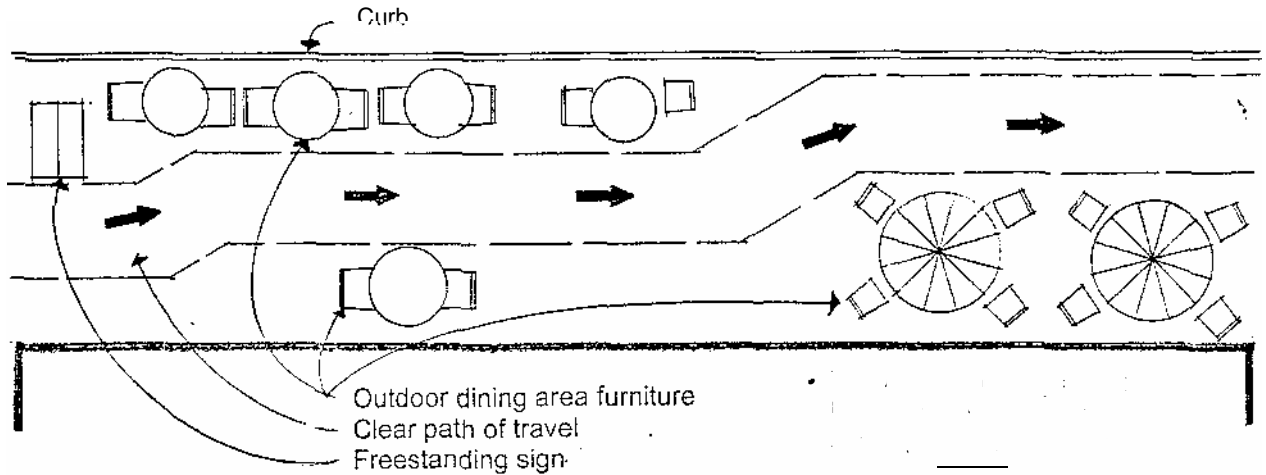 Curb
Outdoor dining area furniture
Clear path of travel
Freestanding sign